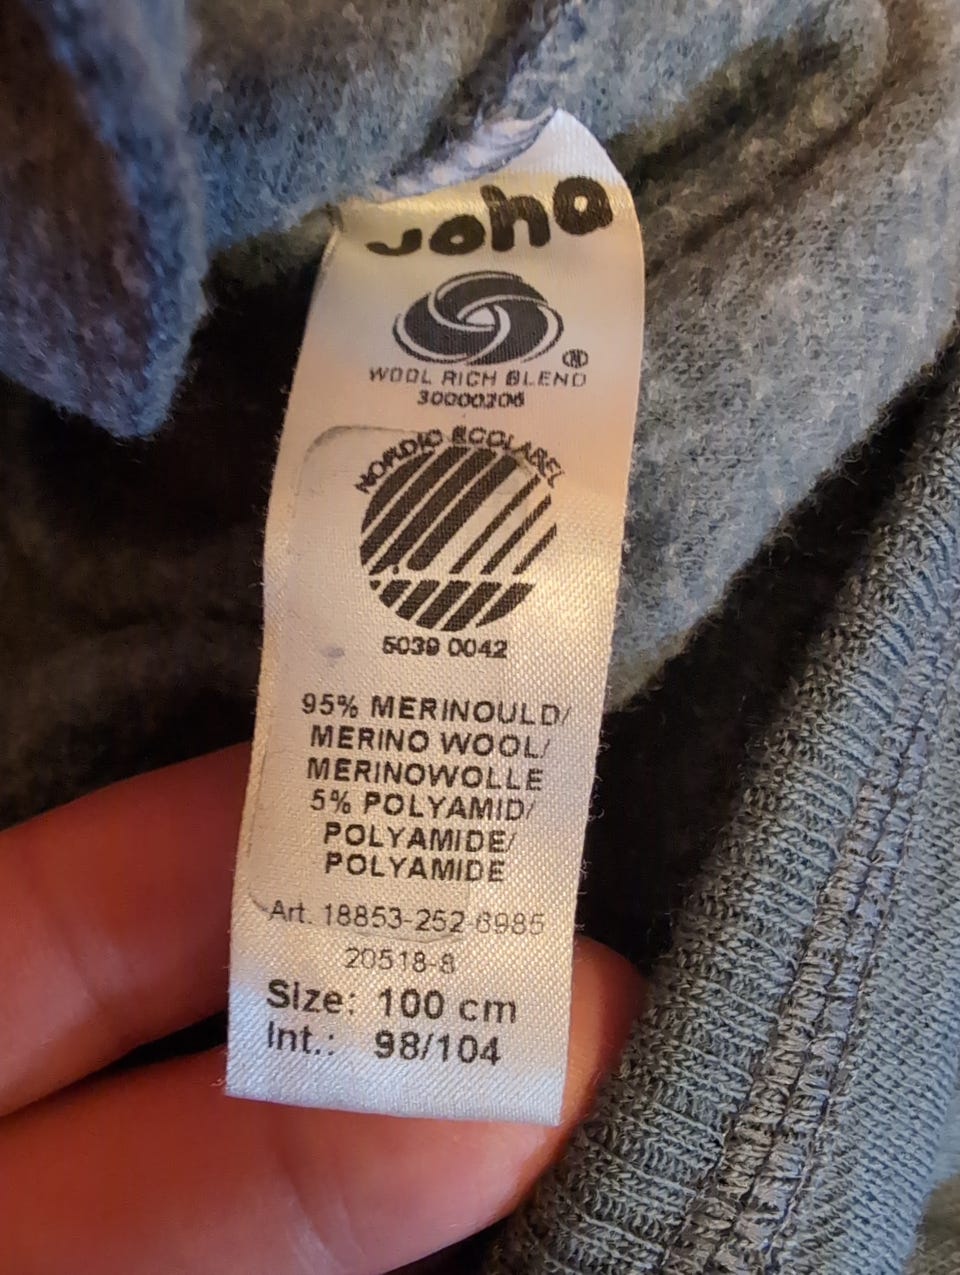 Joha
®
WOOL RICH BLEND
30000206
NORDIC ECOLABEL
5039 0042
95% MERINOULD/
MERINO WOOL/
MERINOWOLLE
5% POLYAMID/
POLYAMIDE/
POLYAMIDE
Art. 18853-252-6985
20518-8
Size: 100 cm
Int.: 98/104